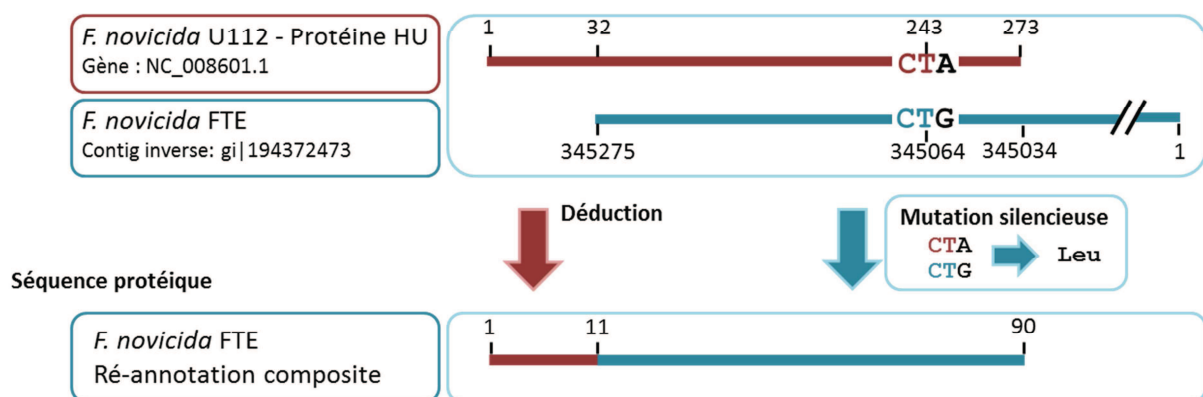 F. novicida U112 - Protéine HU
Gène : NC_008601.1
1 32 243 273
CTA
F. novicida FTE
Contig inverse: gi|194372473
CTG
345275 345064 345034 1
Déduction
Mutation silencieuse
CTA
CTG
Leu
Séquence protéique
F. novicida FTE
Ré-annotation composite
1 11 90